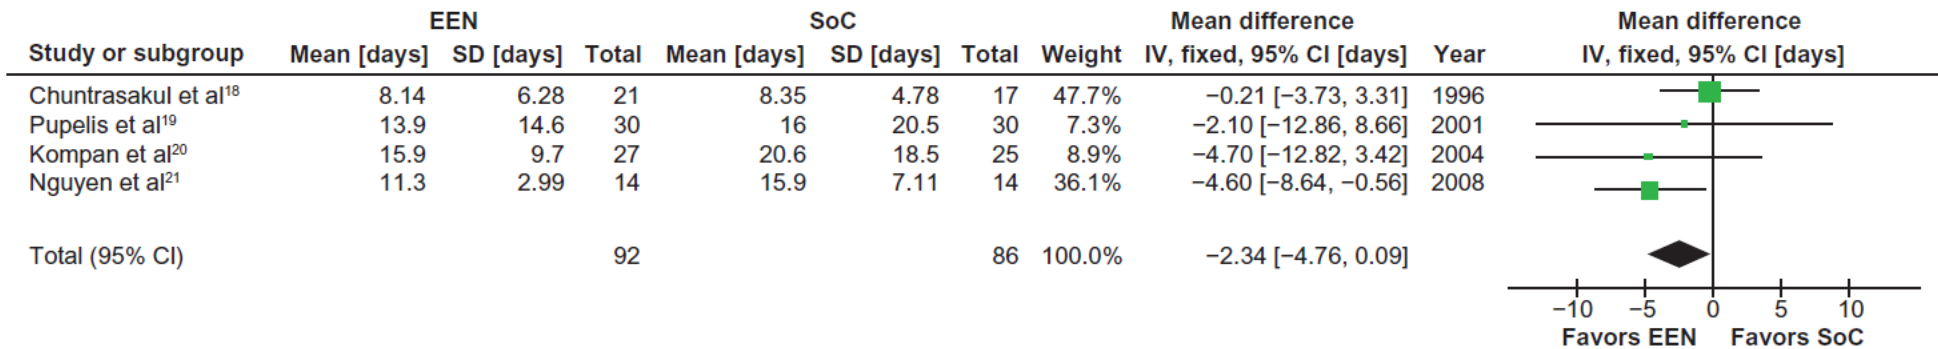 EEN SoC Mean difference Mean difference
Study or subgroup Mean [days] SD [days] Total Mean [days] SD [days] Total Weight IV, fixed, 95% CI [days] Year IV, fixed, 95% CI [days]
Chuntrasakul et al¹⁸ 8.14 6.28 21 8.35 4.78 17 47.7% −0.21 [−3.73, 3.31] 1996
Pupelis et al¹⁹ 13.9 14.6 30 16 20.5 30 7.3% −2.10 [−12.86, 8.66] 2001
Kompan et al²⁰ 15.9 9.7 27 20.6 18.5 25 8.9% −4.70 [−12.82, 3.42] 2004
Nguyen et al²¹ 11.3 2.99 14 15.9 7.11 14 36.1% −4.60 [−8.64, −0.56] 2008
Total (95% CI) 92 86 100.0% −2.34 [−4.76, 0.09]
−10 −5 0 5 10
Favors EEN Favors SoC